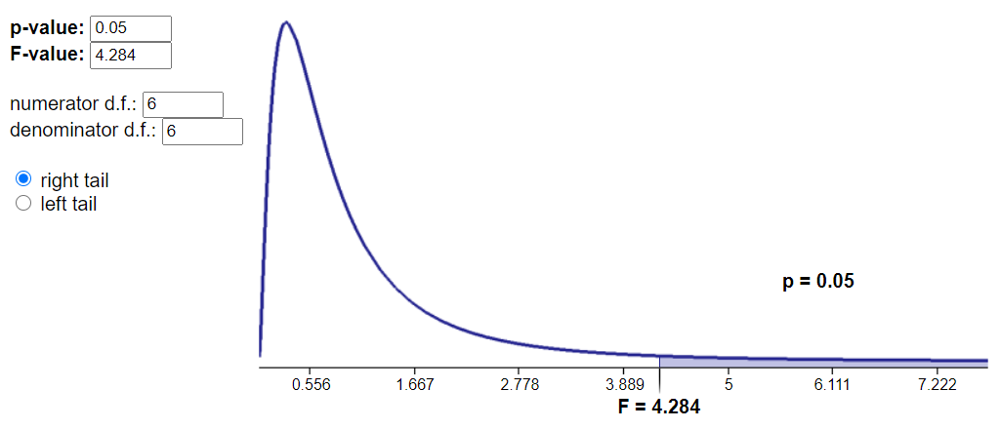 p-value: 0.05
F-value: 4.284
numerator d.f.: 6
denominator d.f.: 6
right tail
left tail
p = 0.05
0.556 1.667 2.778 3.889 5 6.111 7.222
F = 4.284